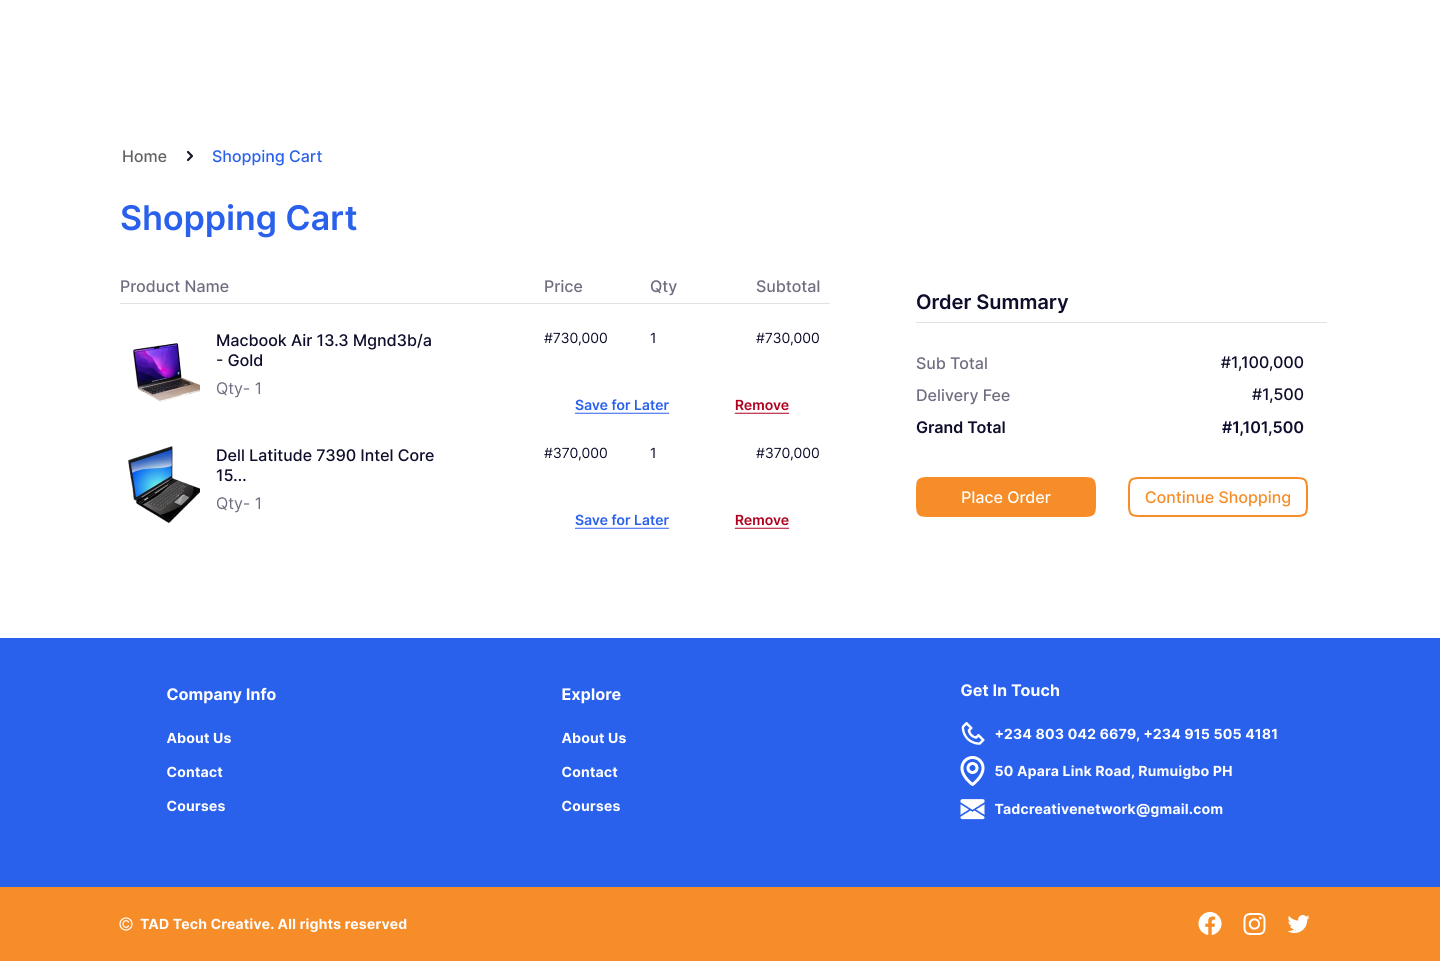 Home > Shopping Cart
Shopping Cart
Product Name Price Qty Subtotal
Macbook Air 13.3 Mgnd3b/a #730,000 1 #730,000
- Gold
Qty- 1
Save for Later Remove
Dell Latitude 7390 Intel Core #370,000 1 #370,000
15...
Qty- 1
Save for Later Remove
Order Summary
Sub Total #1,100,000
Delivery Fee #1,500
Grand Total #1,101,500
Place Order Continue Shopping
Company Info
About Us
Contact
Courses
Explore
About Us
Contact
Courses
Get In Touch
+234 803 042 6679, +234 915 505 4181
50 Apara Link Road, Rumuigbo PH
Tadcreativenetwork@gmail.com
© TAD Tech Creative. All rights reserved